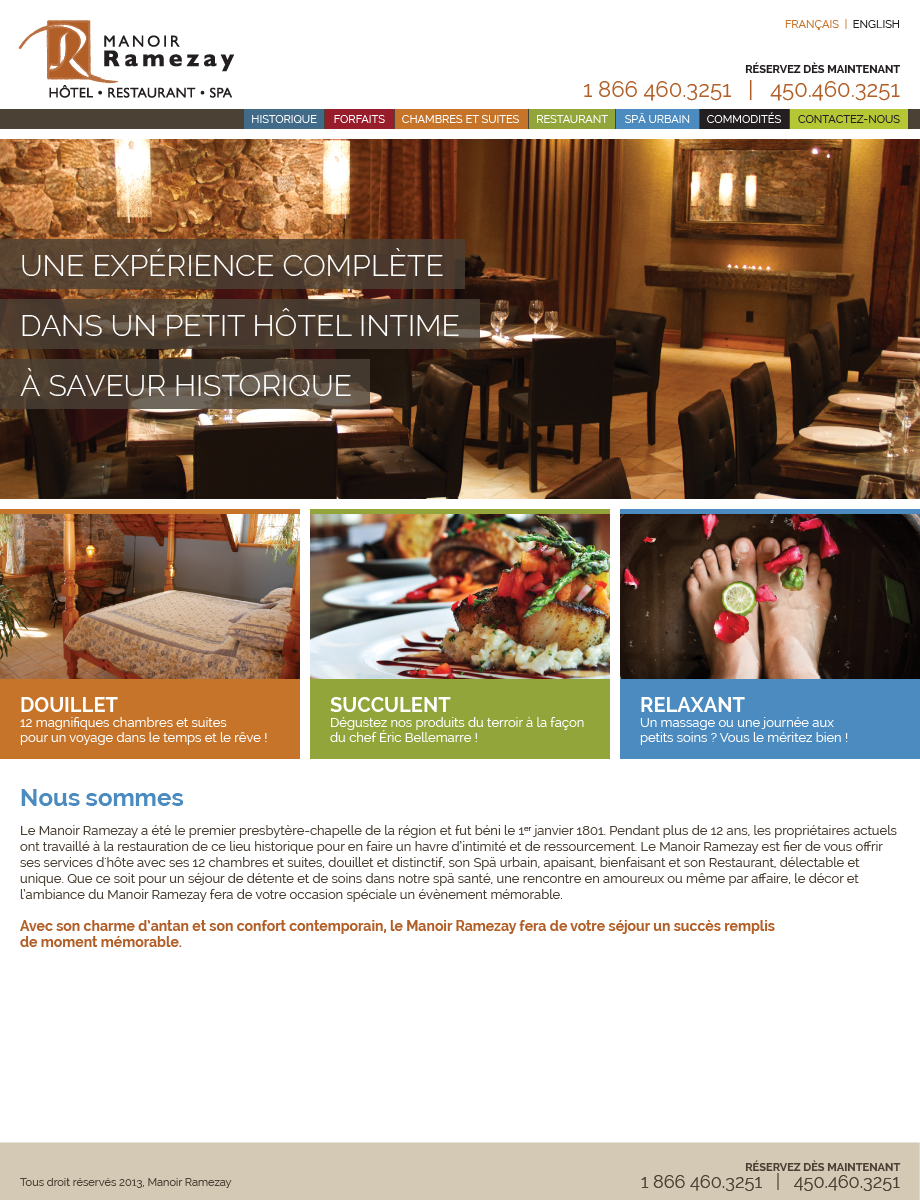 FRANÇAIS | ENGLISH
MANOIR
Ramezay
HÔTEL • RESTAURANT • SPA
RÉSERVEZ DÈS MAINTENANT
1 866 460.3251 | 450.460.3251
HISTORIQUE FORFAITS CHAMBRES ET SUITES RESTAURANT SPÄ URBAIN COMMODITÉS CONTACTEZ-NOUS
UNE EXPÉRIENCE COMPLÈTE
DANS UN PETIT HÔTEL INTIME
À SAVEUR HISTORIQUE
DOUILLET
12 magnifiques chambres et suites
pour un voyage dans le temps et le rêve !
SUCCULENT
Dégustez nos produits du terroir à la façon
du chef Éric Bellemarre !
RELAXANT
Un massage ou une journée aux
petits soins ? Vous le méritez bien !
Nous sommes
Le Manoir Ramezay a été le premier presbytère-chapelle de la région et fut béni le 1er janvier 1801. Pendant plus de 12 ans, les propriétaires actuels
ont travaillé à la restauration de ce lieu historique pour en faire un havre d'intimité et de ressourcement. Le Manoir Ramezay est fier de vous offrir
ses services d'hôte avec ses 12 chambres et suites, douillet et distinctif, son Spä urbain, apaisant, bienfaisant et son Restaurant, délectable et
unique. Que ce soit pour un séjour de détente et de soins dans notre spä santé, une rencontre en amoureux ou même par affaire, le décor et
l'ambiance du Manoir Ramezay fera de votre occasion spéciale un évènement mémorable.
Avec son charme d'antan et son confort contemporain, le Manoir Ramezay fera de votre séjour un succès remplis
de moment mémorable.
Tous droit réservés 2013, Manoir Ramezay
RÉSERVEZ DÈS MAINTENANT
1 866 460.3251 | 450.460.3251